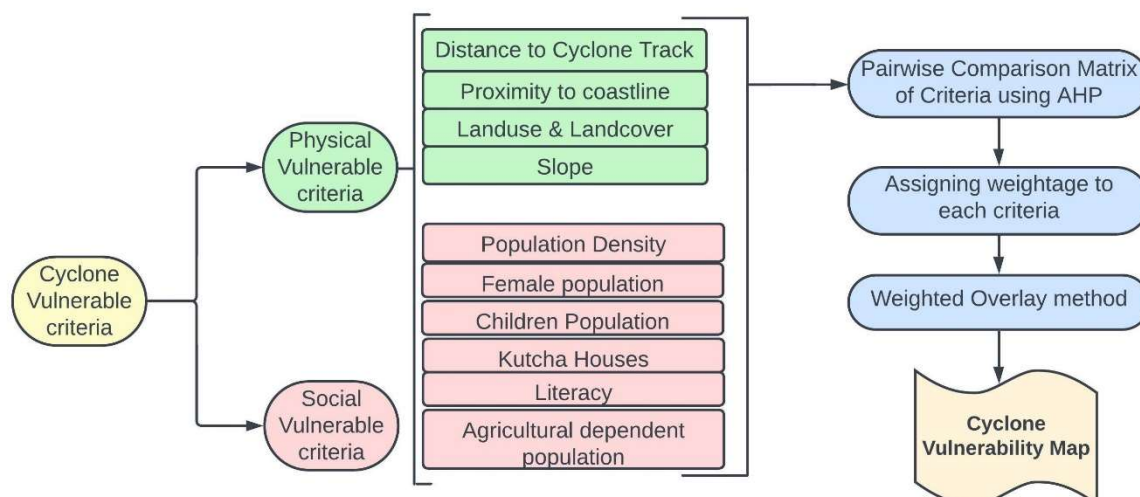 Cyclone
Vulnerable
criteria
Physical
Vulnerable
criteria
Social
Vulnerable
criteria
Distance to Cyclone Track
Proximity to coastline
Landuse & Landcover
Slope
Population Density
Female population
Children Population
Kutcha Houses
Literacy
Agricultural dependent
population
Pairwise Comparison Matrix
of Criteria using AHP
Assigning weightage to
each criteria
Weighted Overlay method
Cyclone
Vulnerability Map